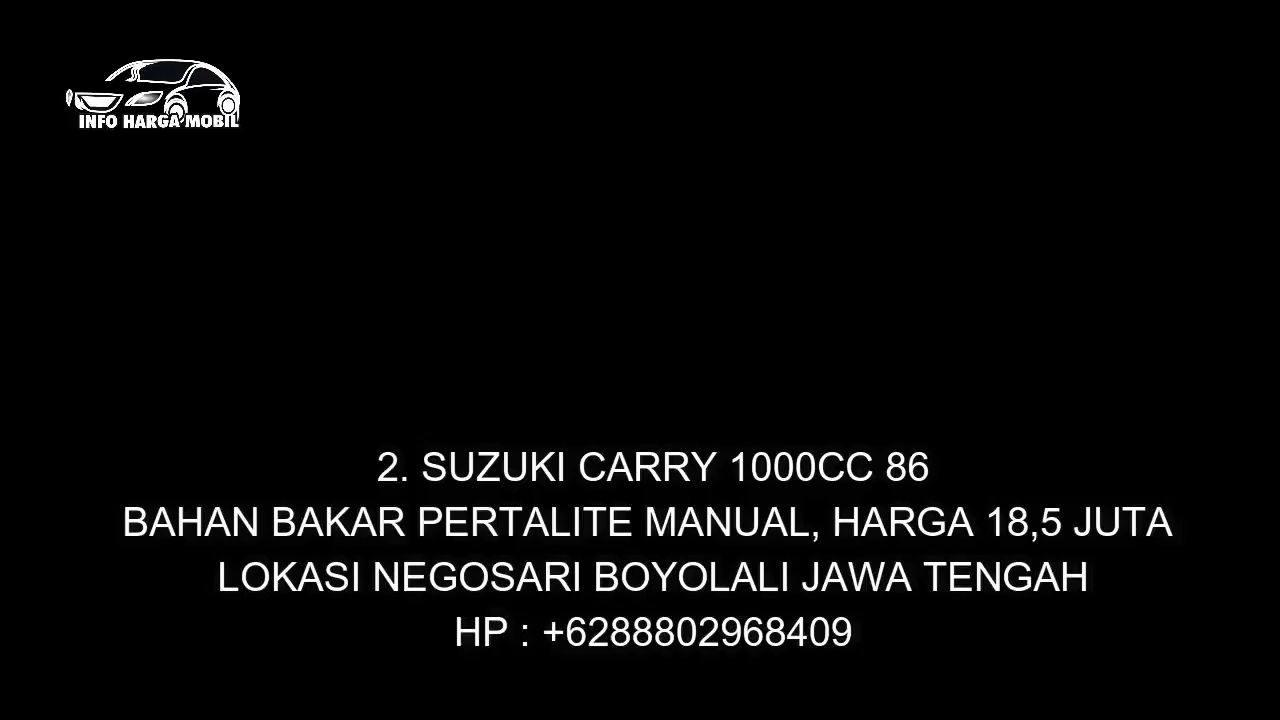 INFO HARGA MOBIL
2. SUZUKI CARRY 1000CC 86
BAHAN BAKAR PERTALITE MANUAL, HARGA 18,5 JUTA
LOKASI NEGOSARI BOYOLALI JAWA TENGAH
HP : +6288802968409